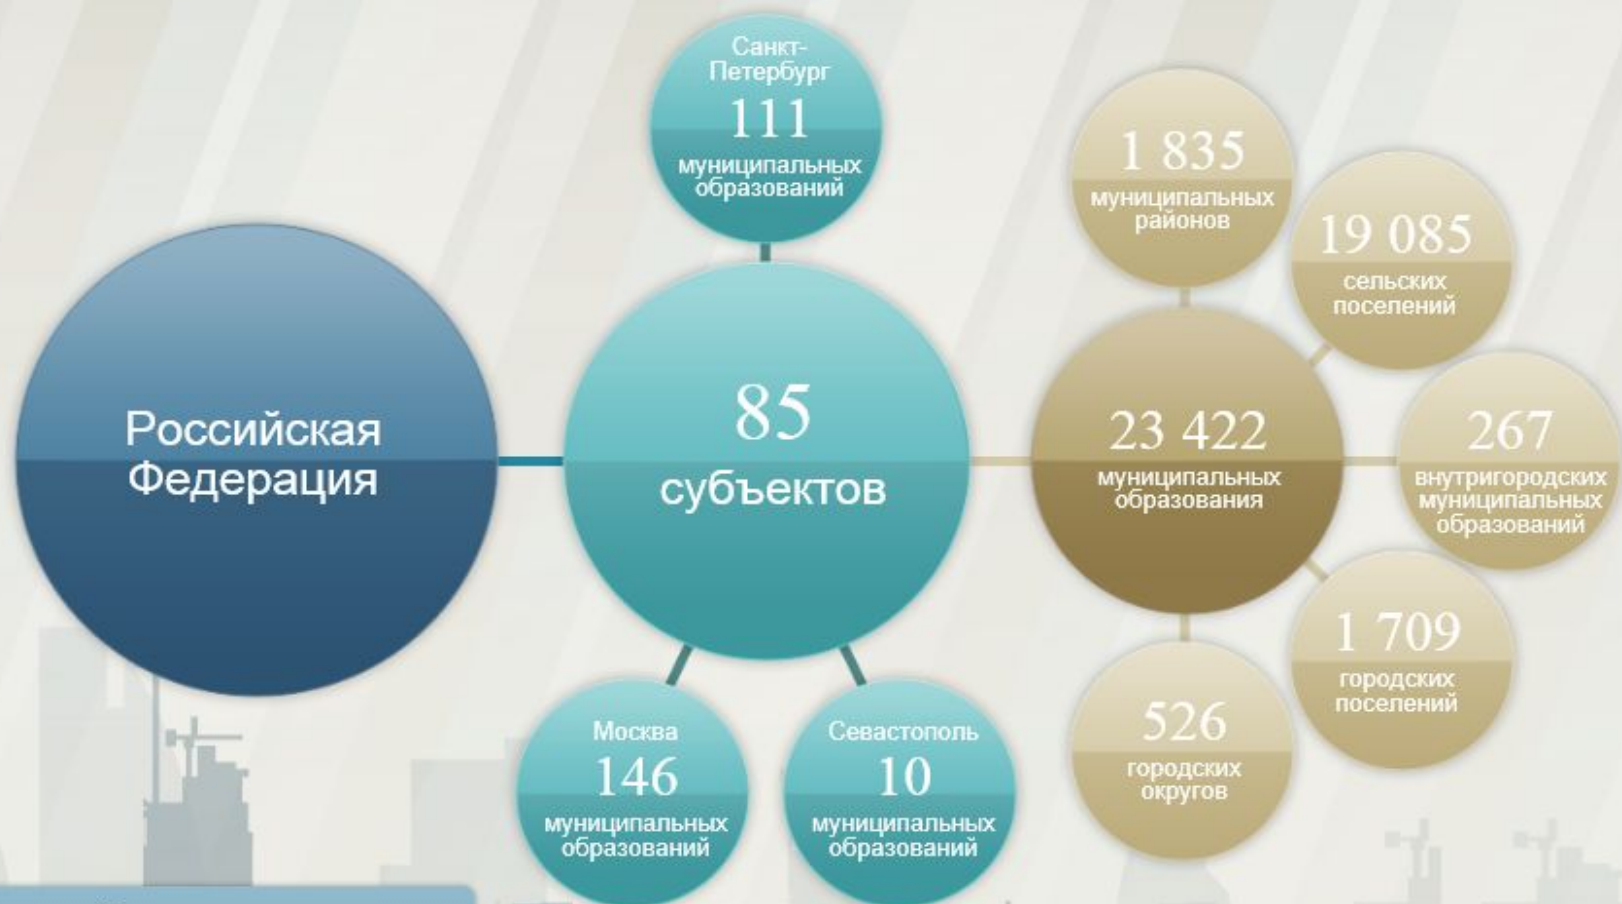 Российская
Федерация
85
субъектов
Санкт-
Петербург
111
муниципальных
образований
Москва
146
муниципальных
образований
Севастополь
10
муниципальных
образований
23 422
муниципальных
образования
1 835
муниципальных
районов
19 085
сельских
поселений
267
внутригородских
муниципальных
образований
1 709
городских
поселений
526
городских
округов